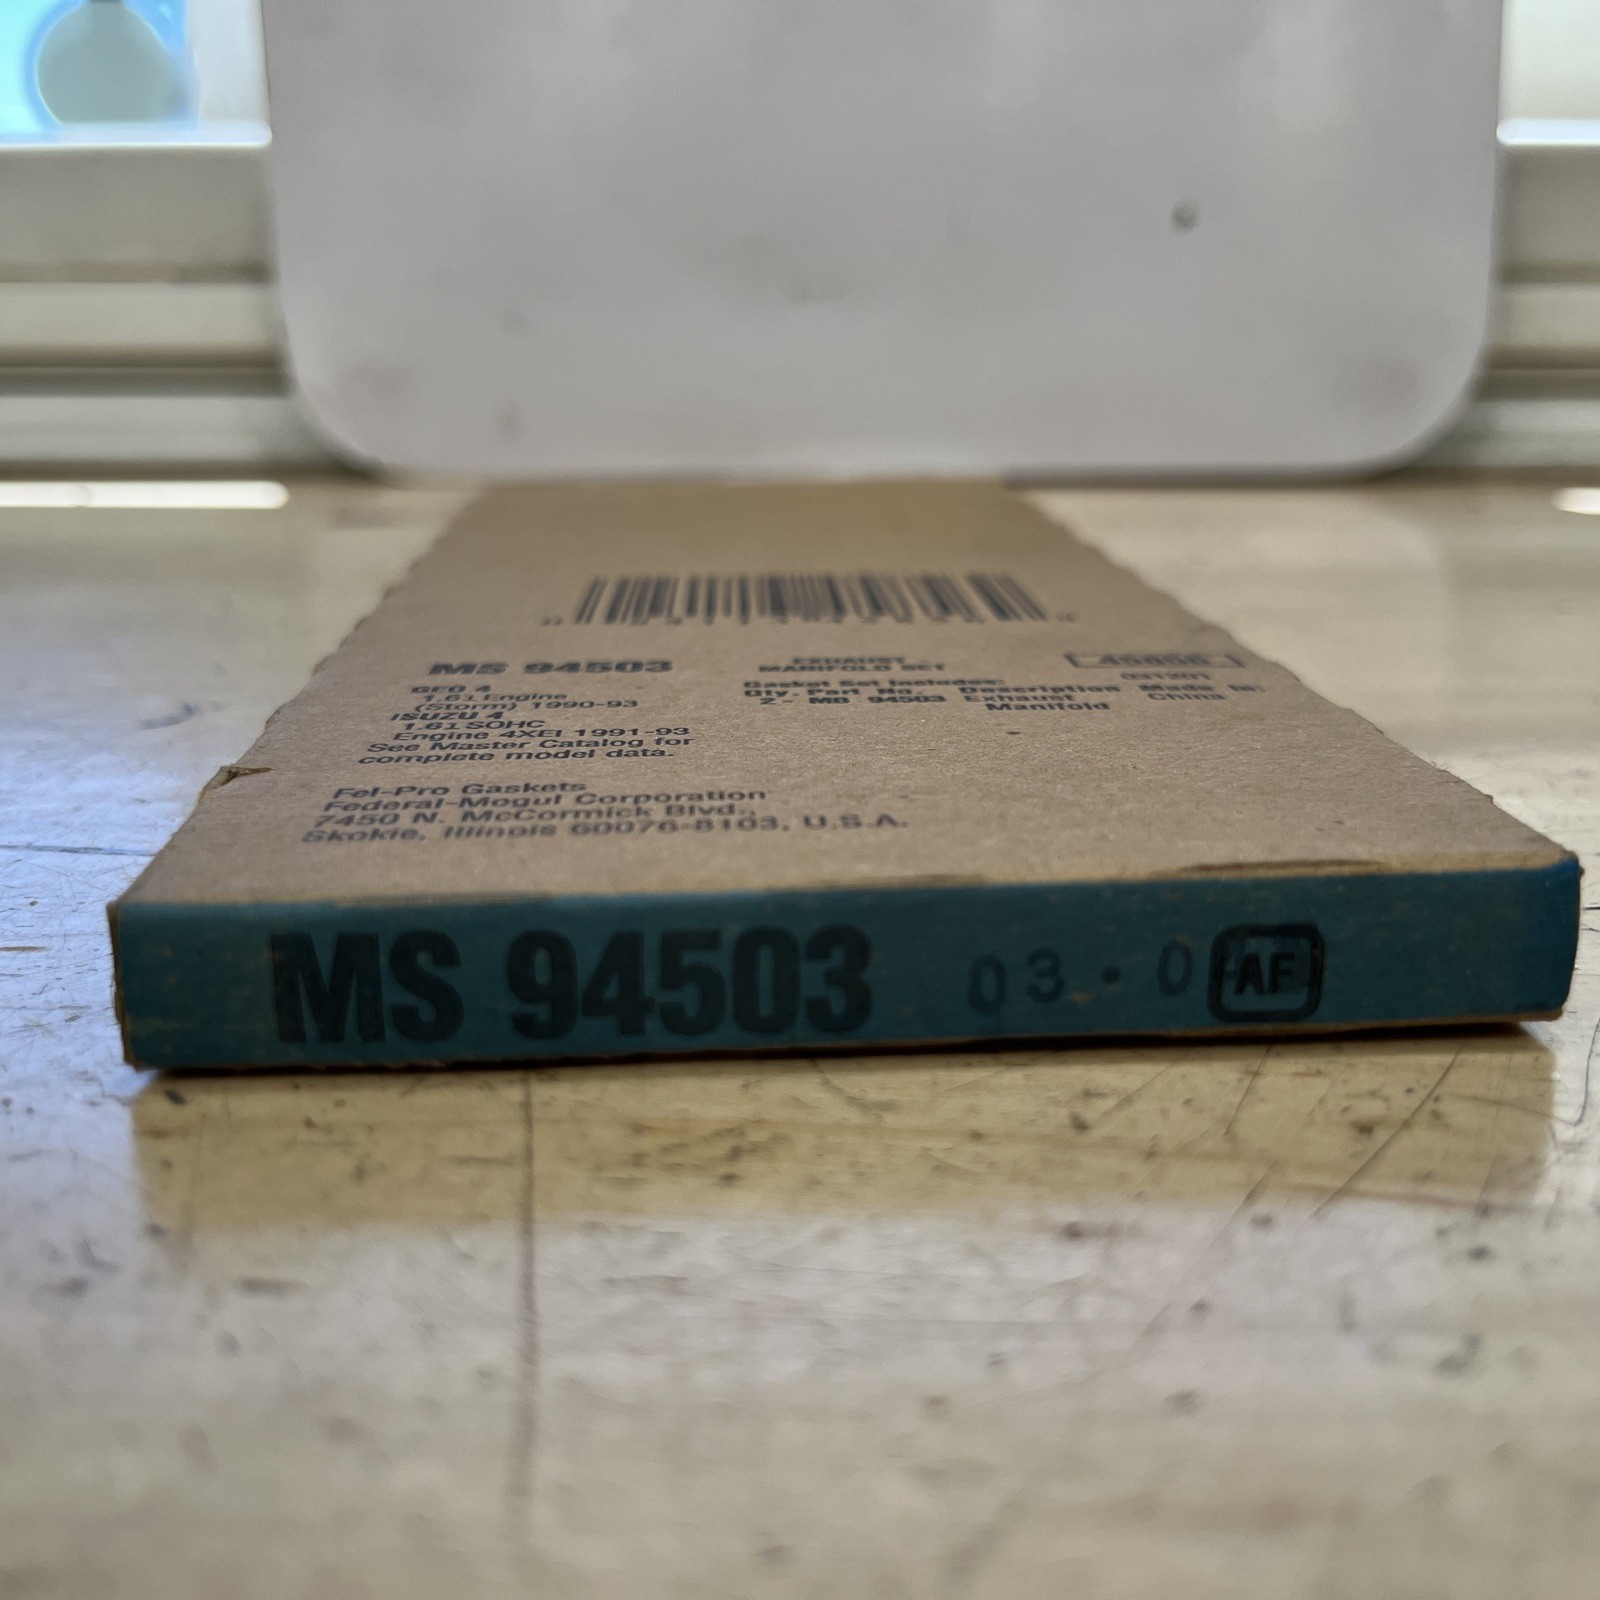 MS 94503
GEO 4
1.6L Engine
(Storm) 1990-93
ISUZU 4
1.6L SOHC
Engine 4XEI 1991-93
See Master Catalog for
complete model data.
EXHAUST
MANIFOLD SET
Gasket Set Includes:
Qty. Part No. Description Made In:
2- MB 94503 Exhaust China
Manifold
Fel-Pro Gaskets
Federal-Mogul Corporation
7450 N. McCormick Blvd.,
Skokie, Illinois 60076-8103, U.S.A.
MS 94503 03.0 AF